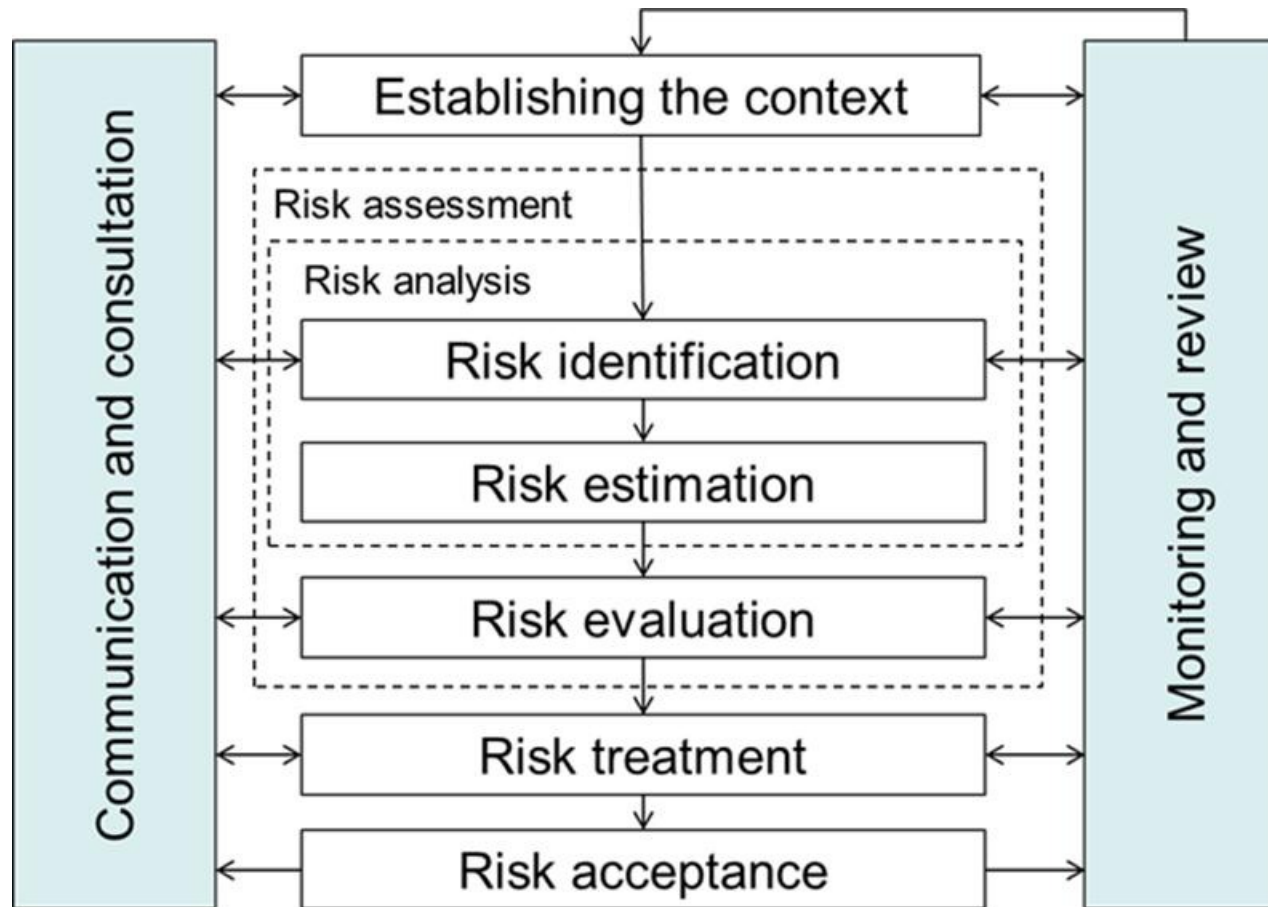 Communication and consultation
Establishing the context
Risk assessment
Risk analysis
Risk identification
Risk estimation
Risk evaluation
Risk treatment
Risk acceptance
Monitoring and review